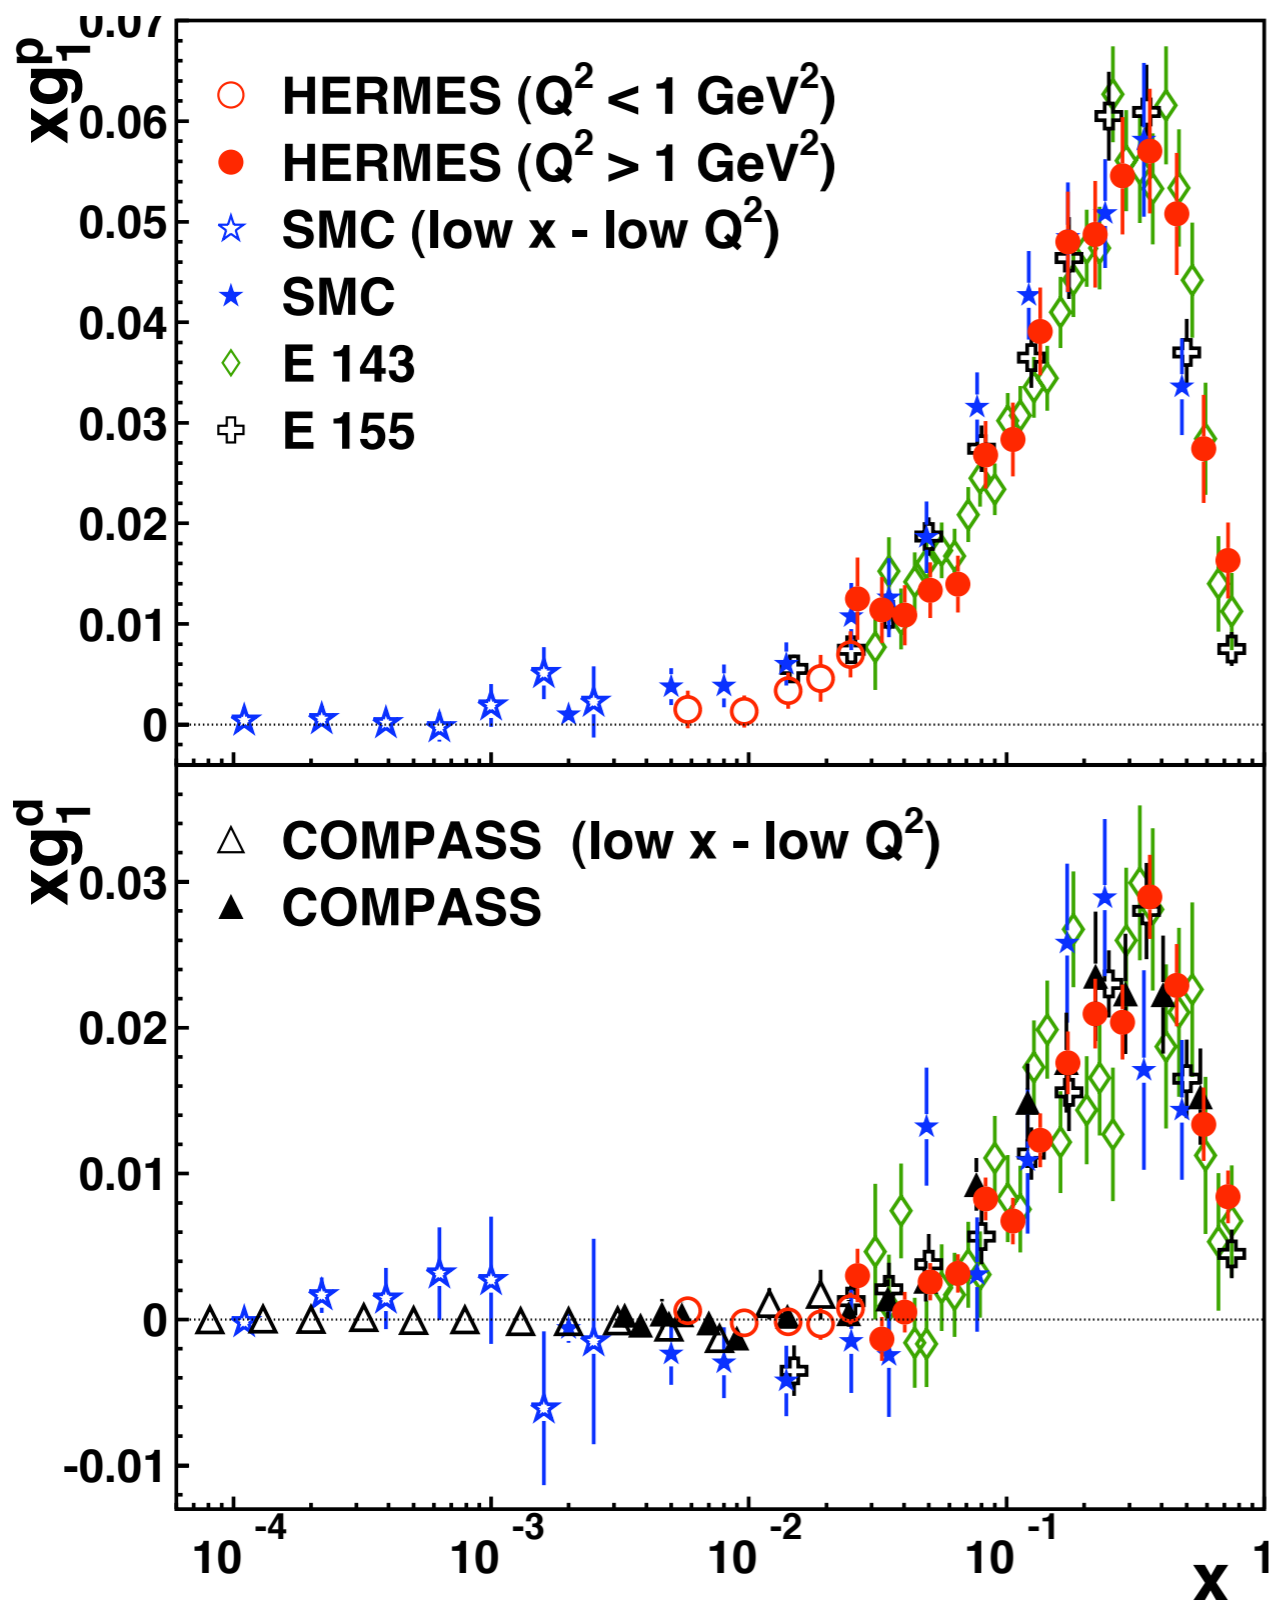 xg₁ᵖ
0.07
0.06
0.05
0.04
0.03
0.02
0.01
0
HERMES (Q² < 1 GeV²)
HERMES (Q² > 1 GeV²)
SMC (low x - low Q²)
SMC
E 143
E 155
xg₁ᵈ
0.03
0.02
0.01
0
-0.01
COMPASS (low x - low Q²)
COMPASS
10⁻⁴ 10⁻³ 10⁻² 10⁻¹ 1
x